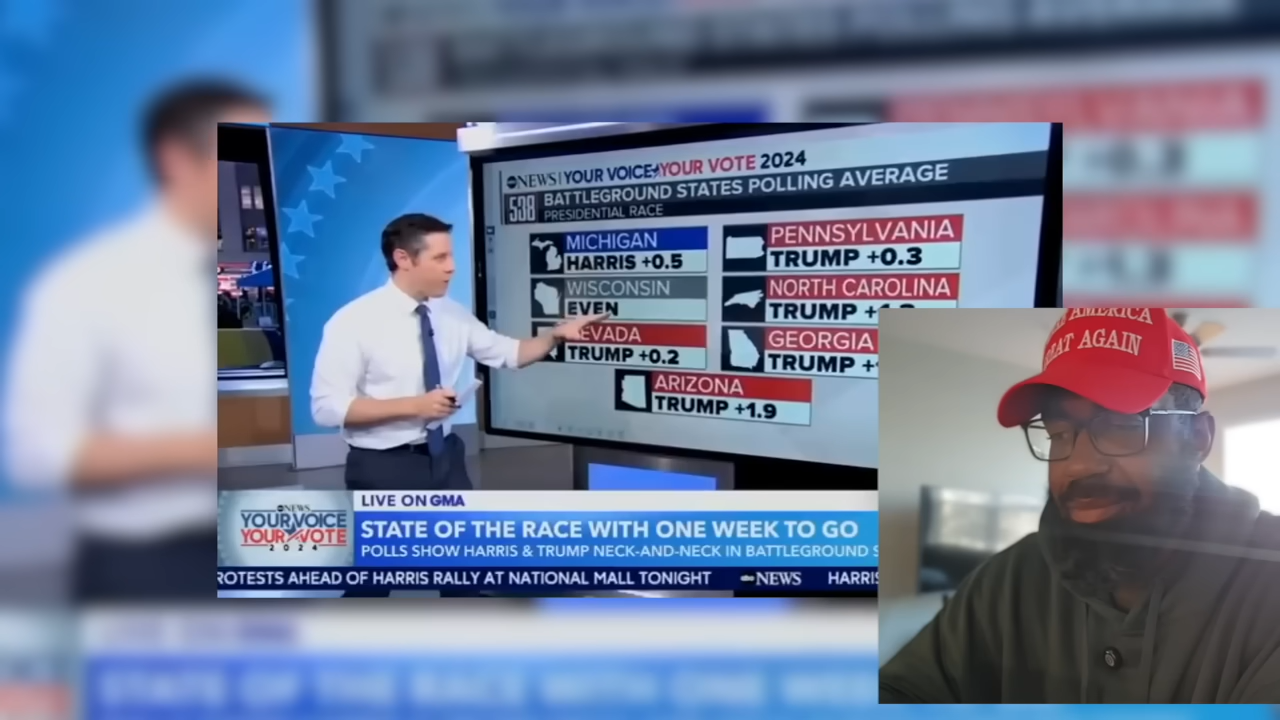 abc NEWS | YOUR VOICE YOUR VOTE 2024
538 BATTLEGROUND STATES POLLING AVERAGE
PRESIDENTIAL RACE
MICHIGAN
HARRIS +0.5
PENNSYLVANIA
TRUMP +0.3
WISCONSIN
EVEN
NORTH CAROLINA
TRUMP
NEVADA
TRUMP +0.2
GEORGIA
TRUMP
ARIZONA
TRUMP +1.9
AMERICA
GREAT AGAIN
abc NEWS
YOUR VOICE
YOUR VOTE
2024
LIVE ON GMA
STATE OF THE RACE WITH ONE WEEK TO GO
POLLS SHOW HARRIS & TRUMP NECK-AND-NECK IN BATTLEGROUND S
ROTESTS AHEAD OF HARRIS RALLY AT NATIONAL MALL TONIGHT abc NEWS HARRIS